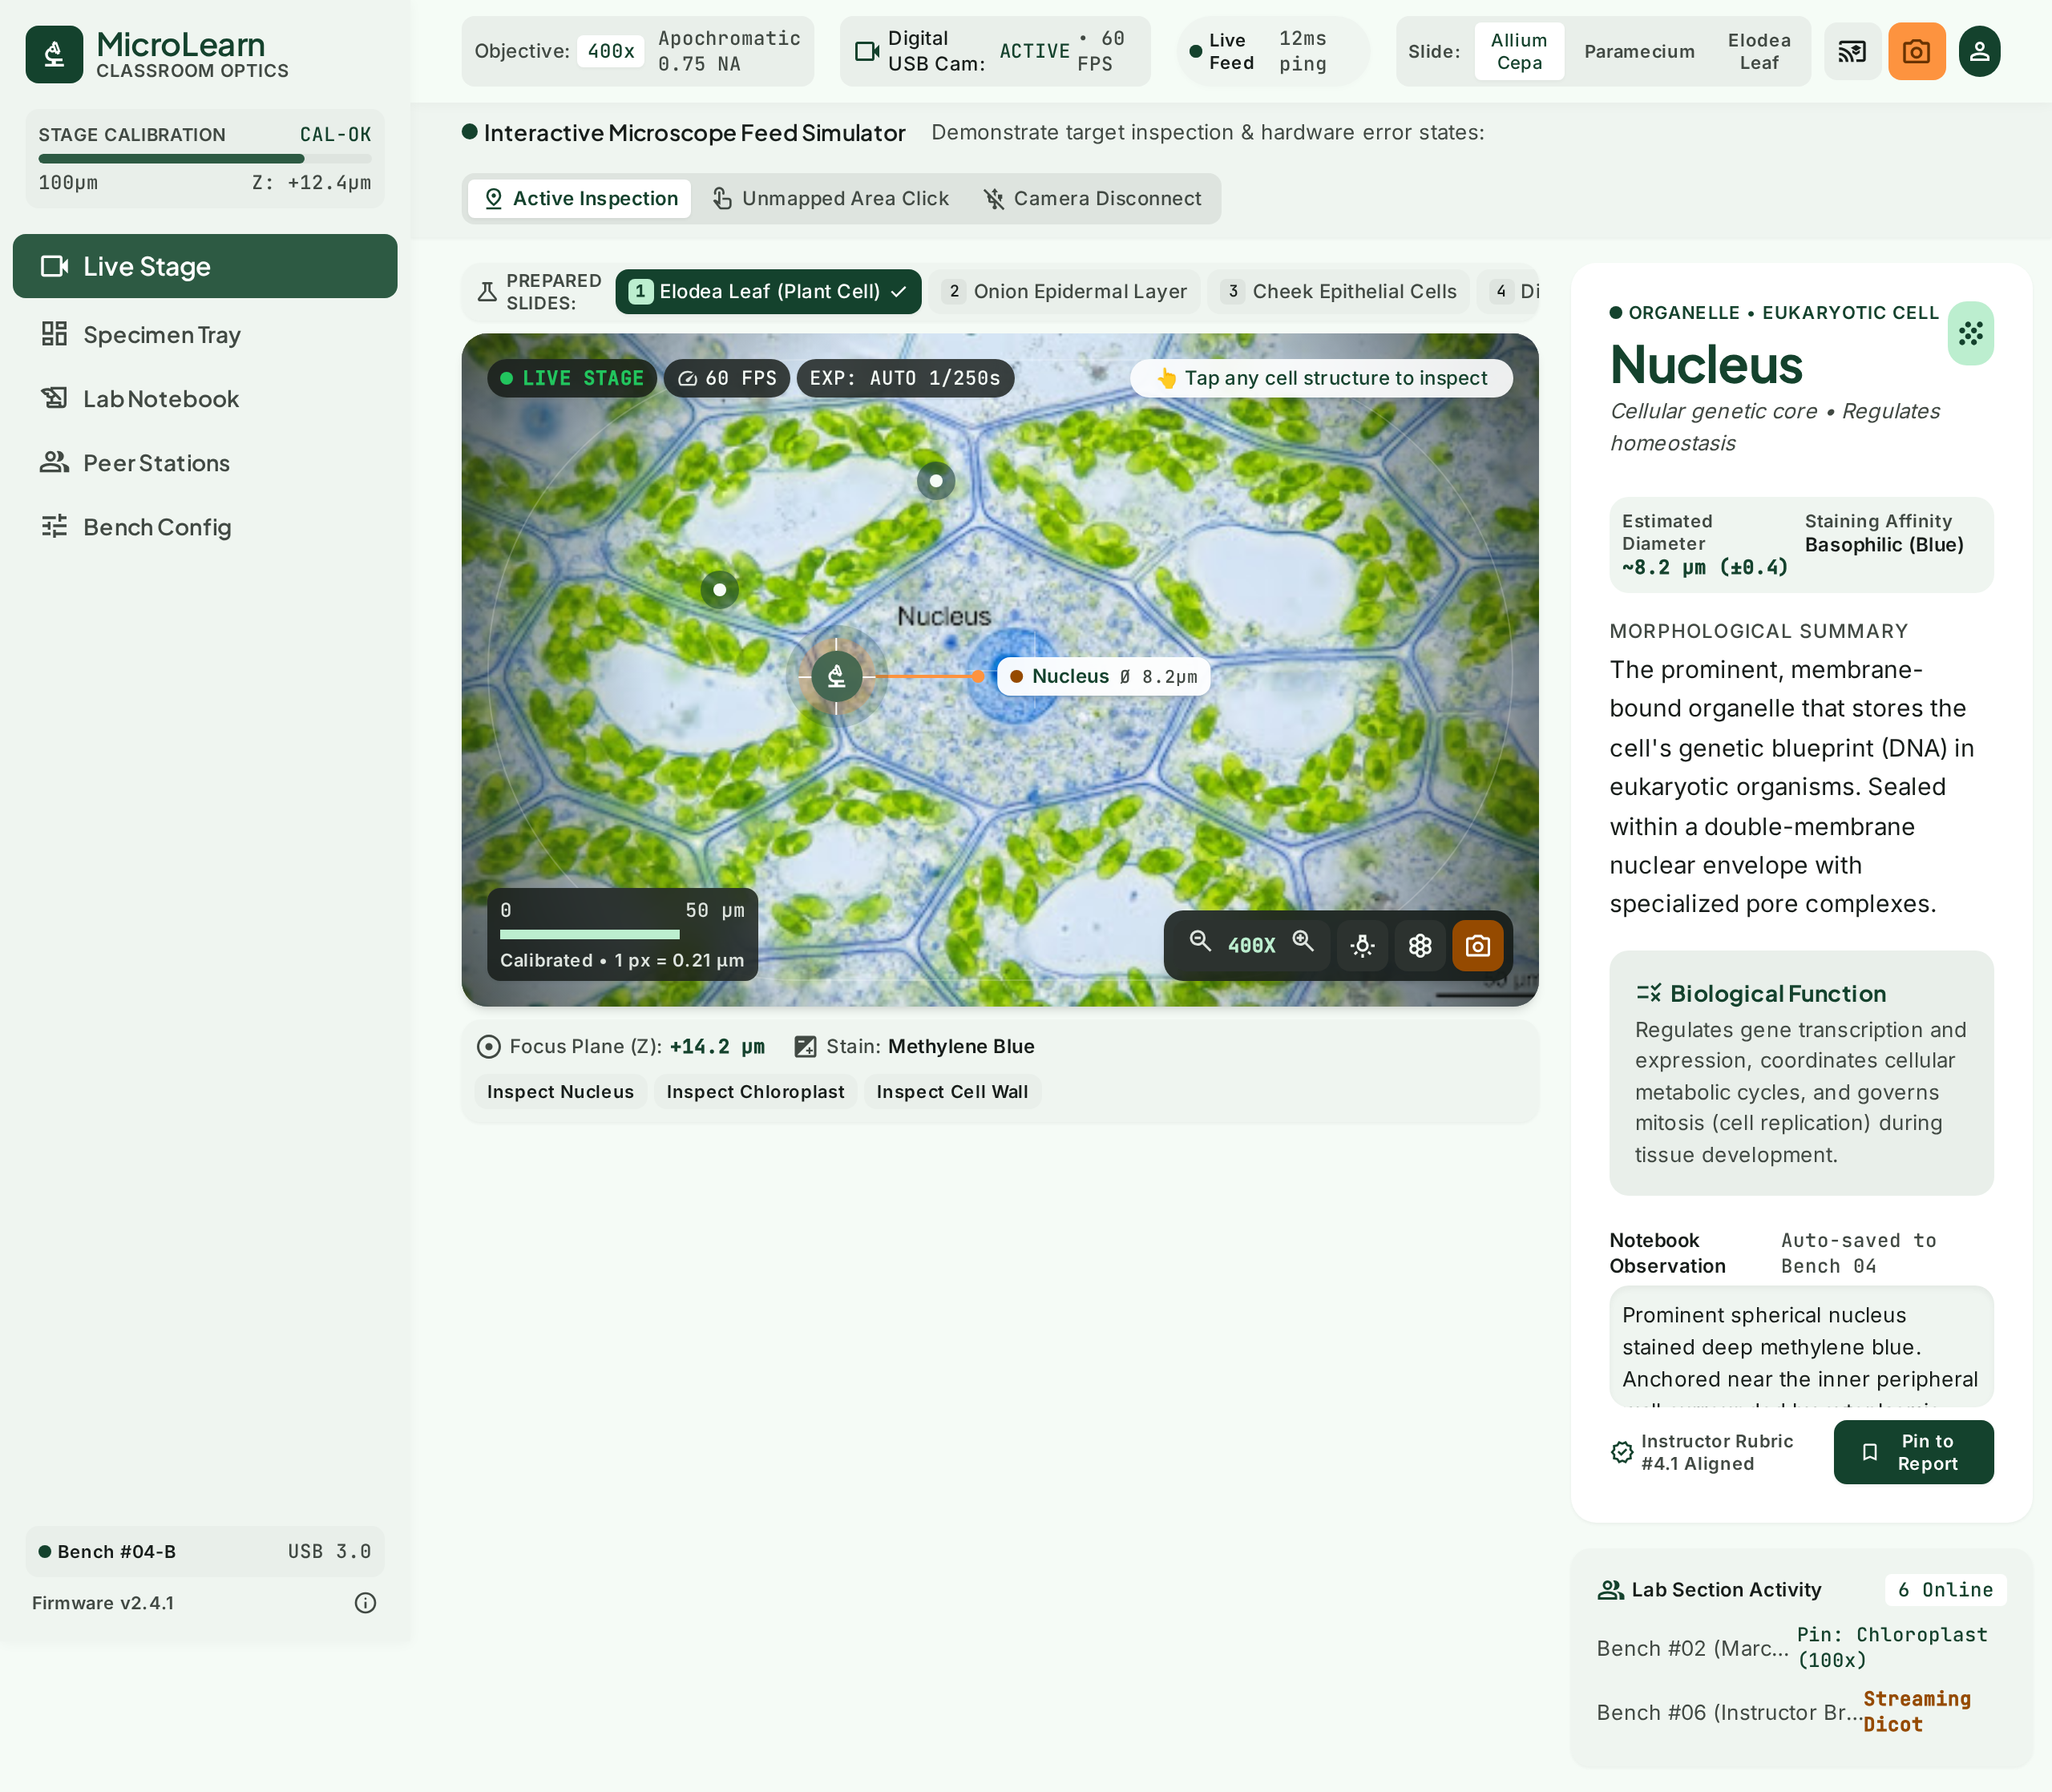 MicroLearn
CLASSROOM OPTICS
STAGE CALIBRATION CAL-OK
100µm Z: +12.4µm
Live Stage
Specimen Tray
Lab Notebook
Peer Stations
Bench Config
Bench #04-B USB 3.0
Firmware v2.4.1
Objective: 400x Apochromatic
0.75 NA
Digital
USB Cam: ACTIVE • 60
FPS
Live
Feed
12ms
ping
Slide:
Allium
Cepa
Paramecium
Elodea
Leaf
Interactive Microscope Feed Simulator Demonstrate target inspection & hardware error states:
Active Inspection Unmapped Area Click Camera Disconnect
PREPARED
SLIDES:
1 Elodea Leaf (Plant Cell)
2 Onion Epidermal Layer
3 Cheek Epithelial Cells
4 Di
LIVE STAGE 60 FPS EXP: AUTO 1/250s 👆 Tap any cell structure to inspect
Nucleus
Nucleus Ø 8.2µm
0 50 µm
Calibrated • 1 px = 0.21 µm
400X
Focus Plane (Z): +14.2 µm Stain: Methylene Blue
Inspect Nucleus Inspect Chloroplast Inspect Cell Wall
ORGANELLE • EUKARYOTIC CELL
Nucleus
Cellular genetic core • Regulates
homeostasis
Estimated
Diameter
~8.2 µm (±0.4)
Staining Affinity
Basophilic (Blue)
MORPHOLOGICAL SUMMARY
The prominent, membrane-
bound organelle that stores the
cell's genetic blueprint (DNA) in
eukaryotic organisms. Sealed
within a double-membrane
nuclear envelope with
specialized pore complexes.
Biological Function
Regulates gene transcription and
expression, coordinates cellular
metabolic cycles, and governs
mitosis (cell replication) during
tissue development.
Notebook
Observation
Auto-saved to
Bench 04
Prominent spherical nucleus
stained deep methylene blue.
Anchored near the inner peripheral
Instructor Rubric
#4.1 Aligned
Pin to
Report
Lab Section Activity 6 Online
Bench #02 (Marc... Pin: Chloroplast
(100x)
Bench #06 (Instructor Br... Streaming
Dicot